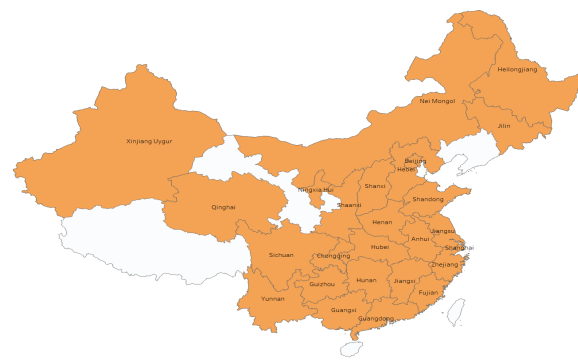 Heilongjiang
Nei Mongol
Jilin
Xinjiang Uygur
Beijing
Hebei
Ningxia Hui
Shanxi
Shandong
Shaanxi
Qinghai
Henan
Jiangsu
Anhui
Shanghai
Hubei
Sichuan
Chongqing
Zhejiang
Guizhou
Hunan
Jiangxi
Fujian
Yunnan
Guangxi
Guangdong